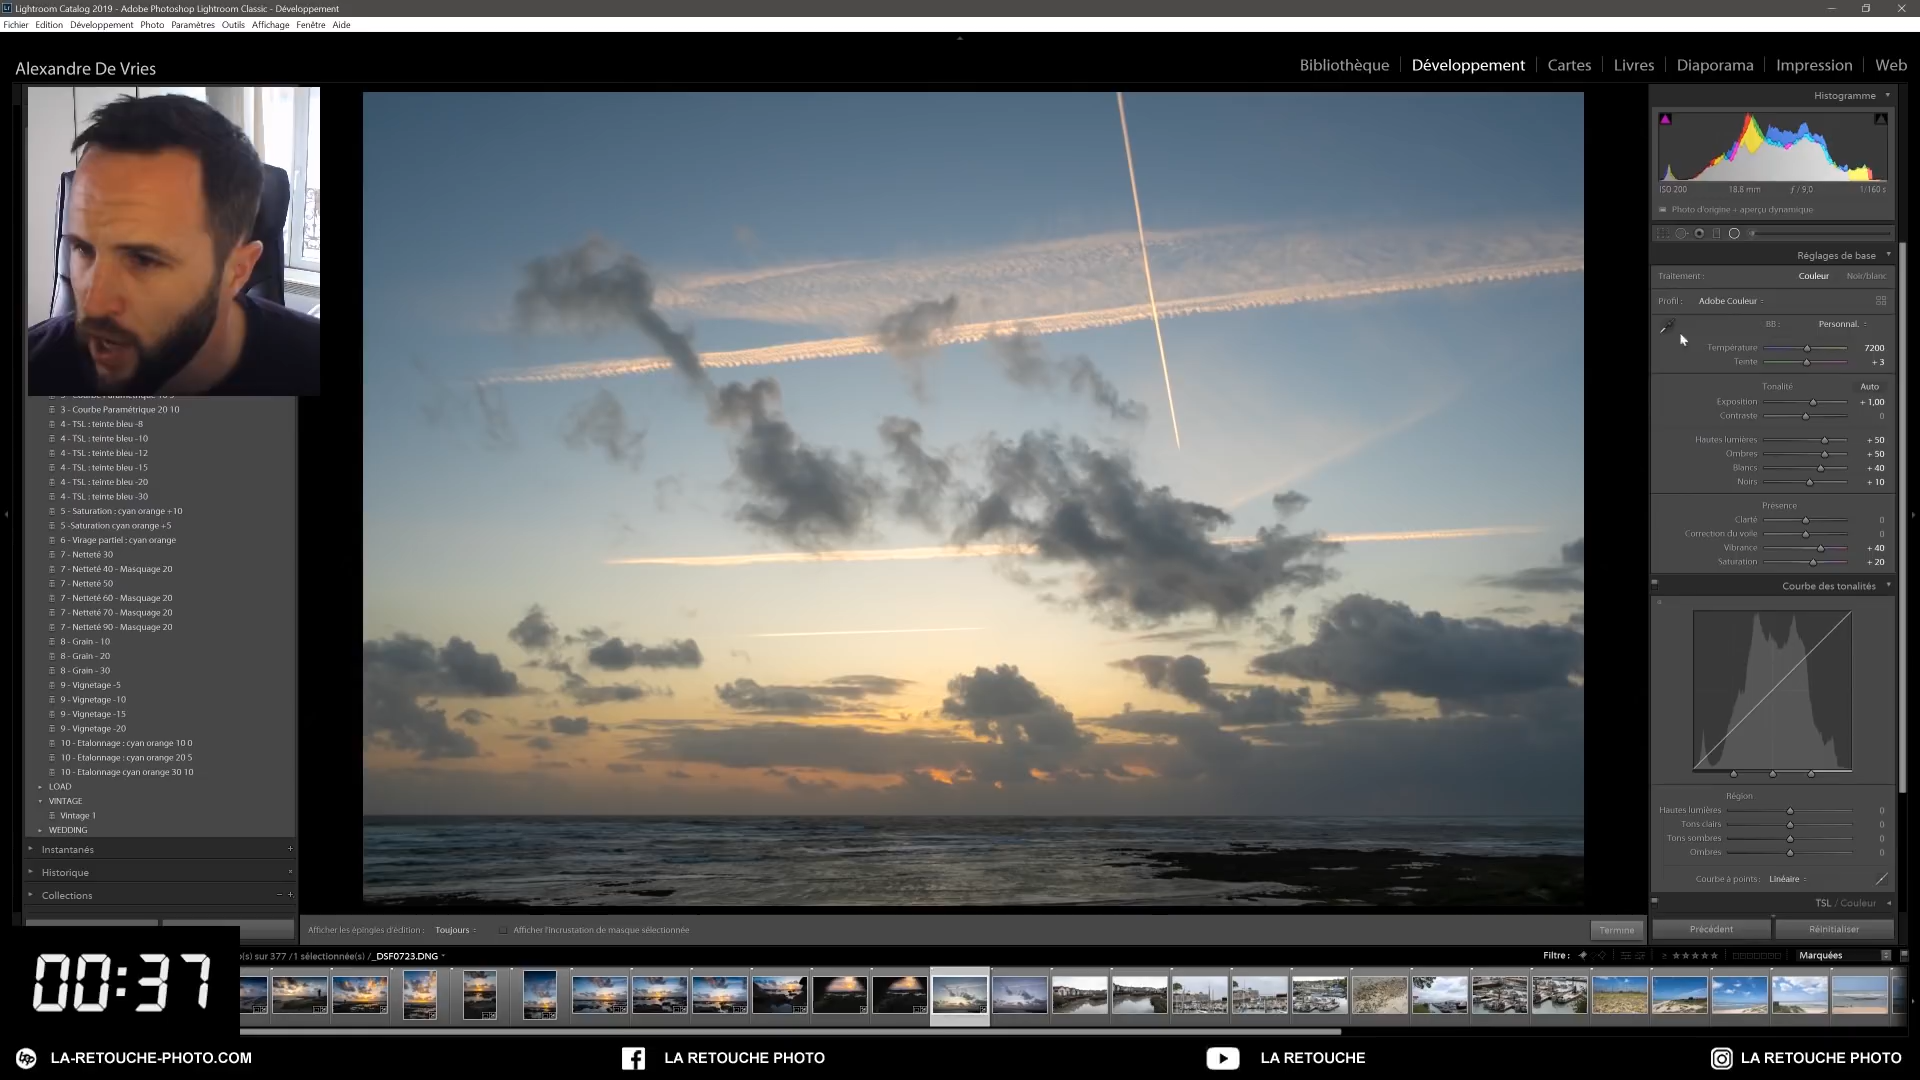 Lightroom Catalog 2019 - Adobe Photoshop Lightroom Classic - Développement
Fichier Edition Développement Photo Paramètres Outils Affichage Fenêtre Aide
Alexandre De Vries
Bibliothèque Développement Cartes Livres Diaporama Impression Web
3 - Courbe Paramétrique 20 10
4 - TSL : teinte bleu -8
4 - TSL : teinte bleu -10
4 - TSL : teinte bleu -12
4 - TSL : teinte bleu -15
4 - TSL : teinte bleu -20
4 - TSL : teinte bleu -30
5 - Saturation : cyan orange +10
5 -Saturation cyan orange +5
6 - Virage partiel : cyan orange
7 - Netteté 30
7 - Netteté 40 - Masquage 20
7 - Netteté 50
7 - Netteté 60 - Masquage 20
7 - Netteté 70 - Masquage 20
7 - Netteté 90 - Masquage 20
8 - Grain - 10
8 - Grain - 20
8 - Grain - 30
9 - Vignetage -5
9 - Vignetage -10
9 - Vignetage -15
9 - Vignetage -20
10 - Etalonnage : cyan orange 10 0
10 - Etalonnage : cyan orange 20 5
10 - Etalonnage cyan orange 30 10
LOAD
VINTAGE
Vintage 1
WEDDING
Instantanés
Historique
Collections
Histogramme
ISO 200 18.8 mm ƒ / 9,0 1/160 s
Photo d'origine + aperçu dynamique
Réglages de base
Traitement : Couleur Noir/blanc
Profil : Adobe Couleur
BB : Personnal.
Température 7200
Teinte + 3
Tonalité Auto
Exposition + 1,00
Contraste 0
Hautes lumières + 50
Ombres + 50
Blancs + 40
Noirs + 10
Présence
Clarté 0
Correction du voile 0
Vibrance + 40
Saturation + 20
Courbe des tonalités
Région
Hautes lumières 0
Tons clairs 0
Tons sombres 0
Ombres 0
Courbe à points : Linéaire
TSL / Couleur
Précédent Réinitialiser
Afficher les épingles d'édition : Toujours Afficher l'incrustation de masque sélectionnée Terminé
(s) sur 377 /1 sélectionnée(s) /_DSF0723.DNG Filtre : Marquées
00:37
LA-RETOUCHE-PHOTO.COM LA RETOUCHE PHOTO LA RETOUCHE LA RETOUCHE PHOTO